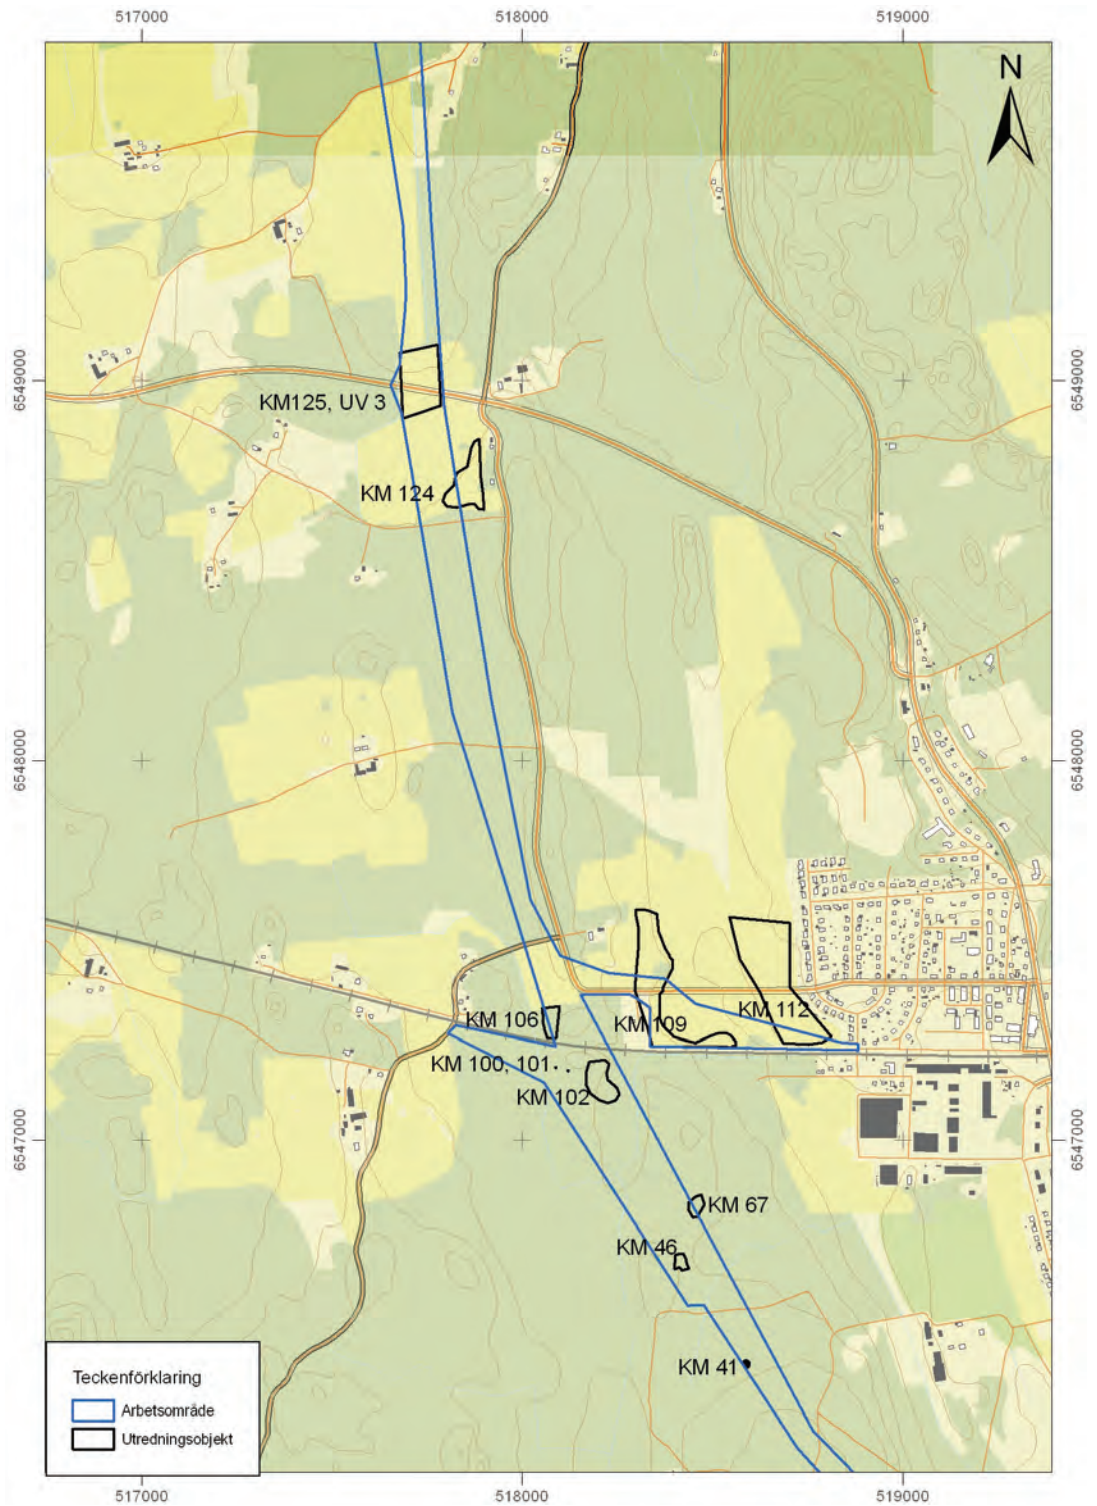 517000
518000
519000
N
6549000
6549000
KM125, UV 3
KM 124
6548000
6548000
KM 106
KM 109
KM 112
KM 100, 101
KM 102
6547000
6547000
KM 67
KM 46
KM 41
Teckenförklaring
Arbetsområde
Utredningsobjekt
517000
518000
519000